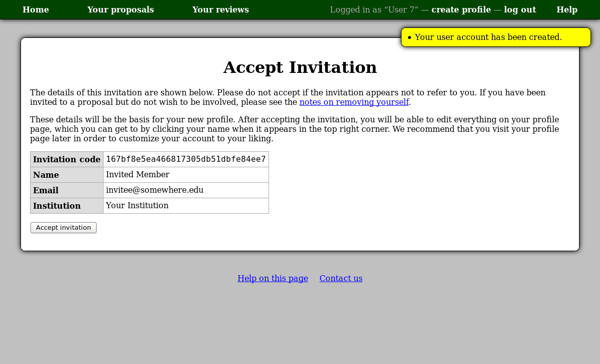 Home Your proposals Your reviews Logged in as “User 7” — create profile — log out Help
• Your user account has been created.
Accept Invitation
The details of this invitation are shown below. Please do not accept if the invitation appears not to refer to you. If you have been
invited to a proposal but do not wish to be involved, please see the notes on removing yourself.
These details will be the basis for your new profile. After accepting the invitation, you will be able to edit everything on your profile
page, which you can get to by clicking your name when it appears in the top right corner. We recommend that you visit your profile
page later in order to customize your account to your liking.
Invitation code 167bf8e5ea466817305db51dbfe84ee7
Name Invited Member
Email invitee@somewhere.edu
Institution Your Institution
Accept invitation
Help on this page Contact us